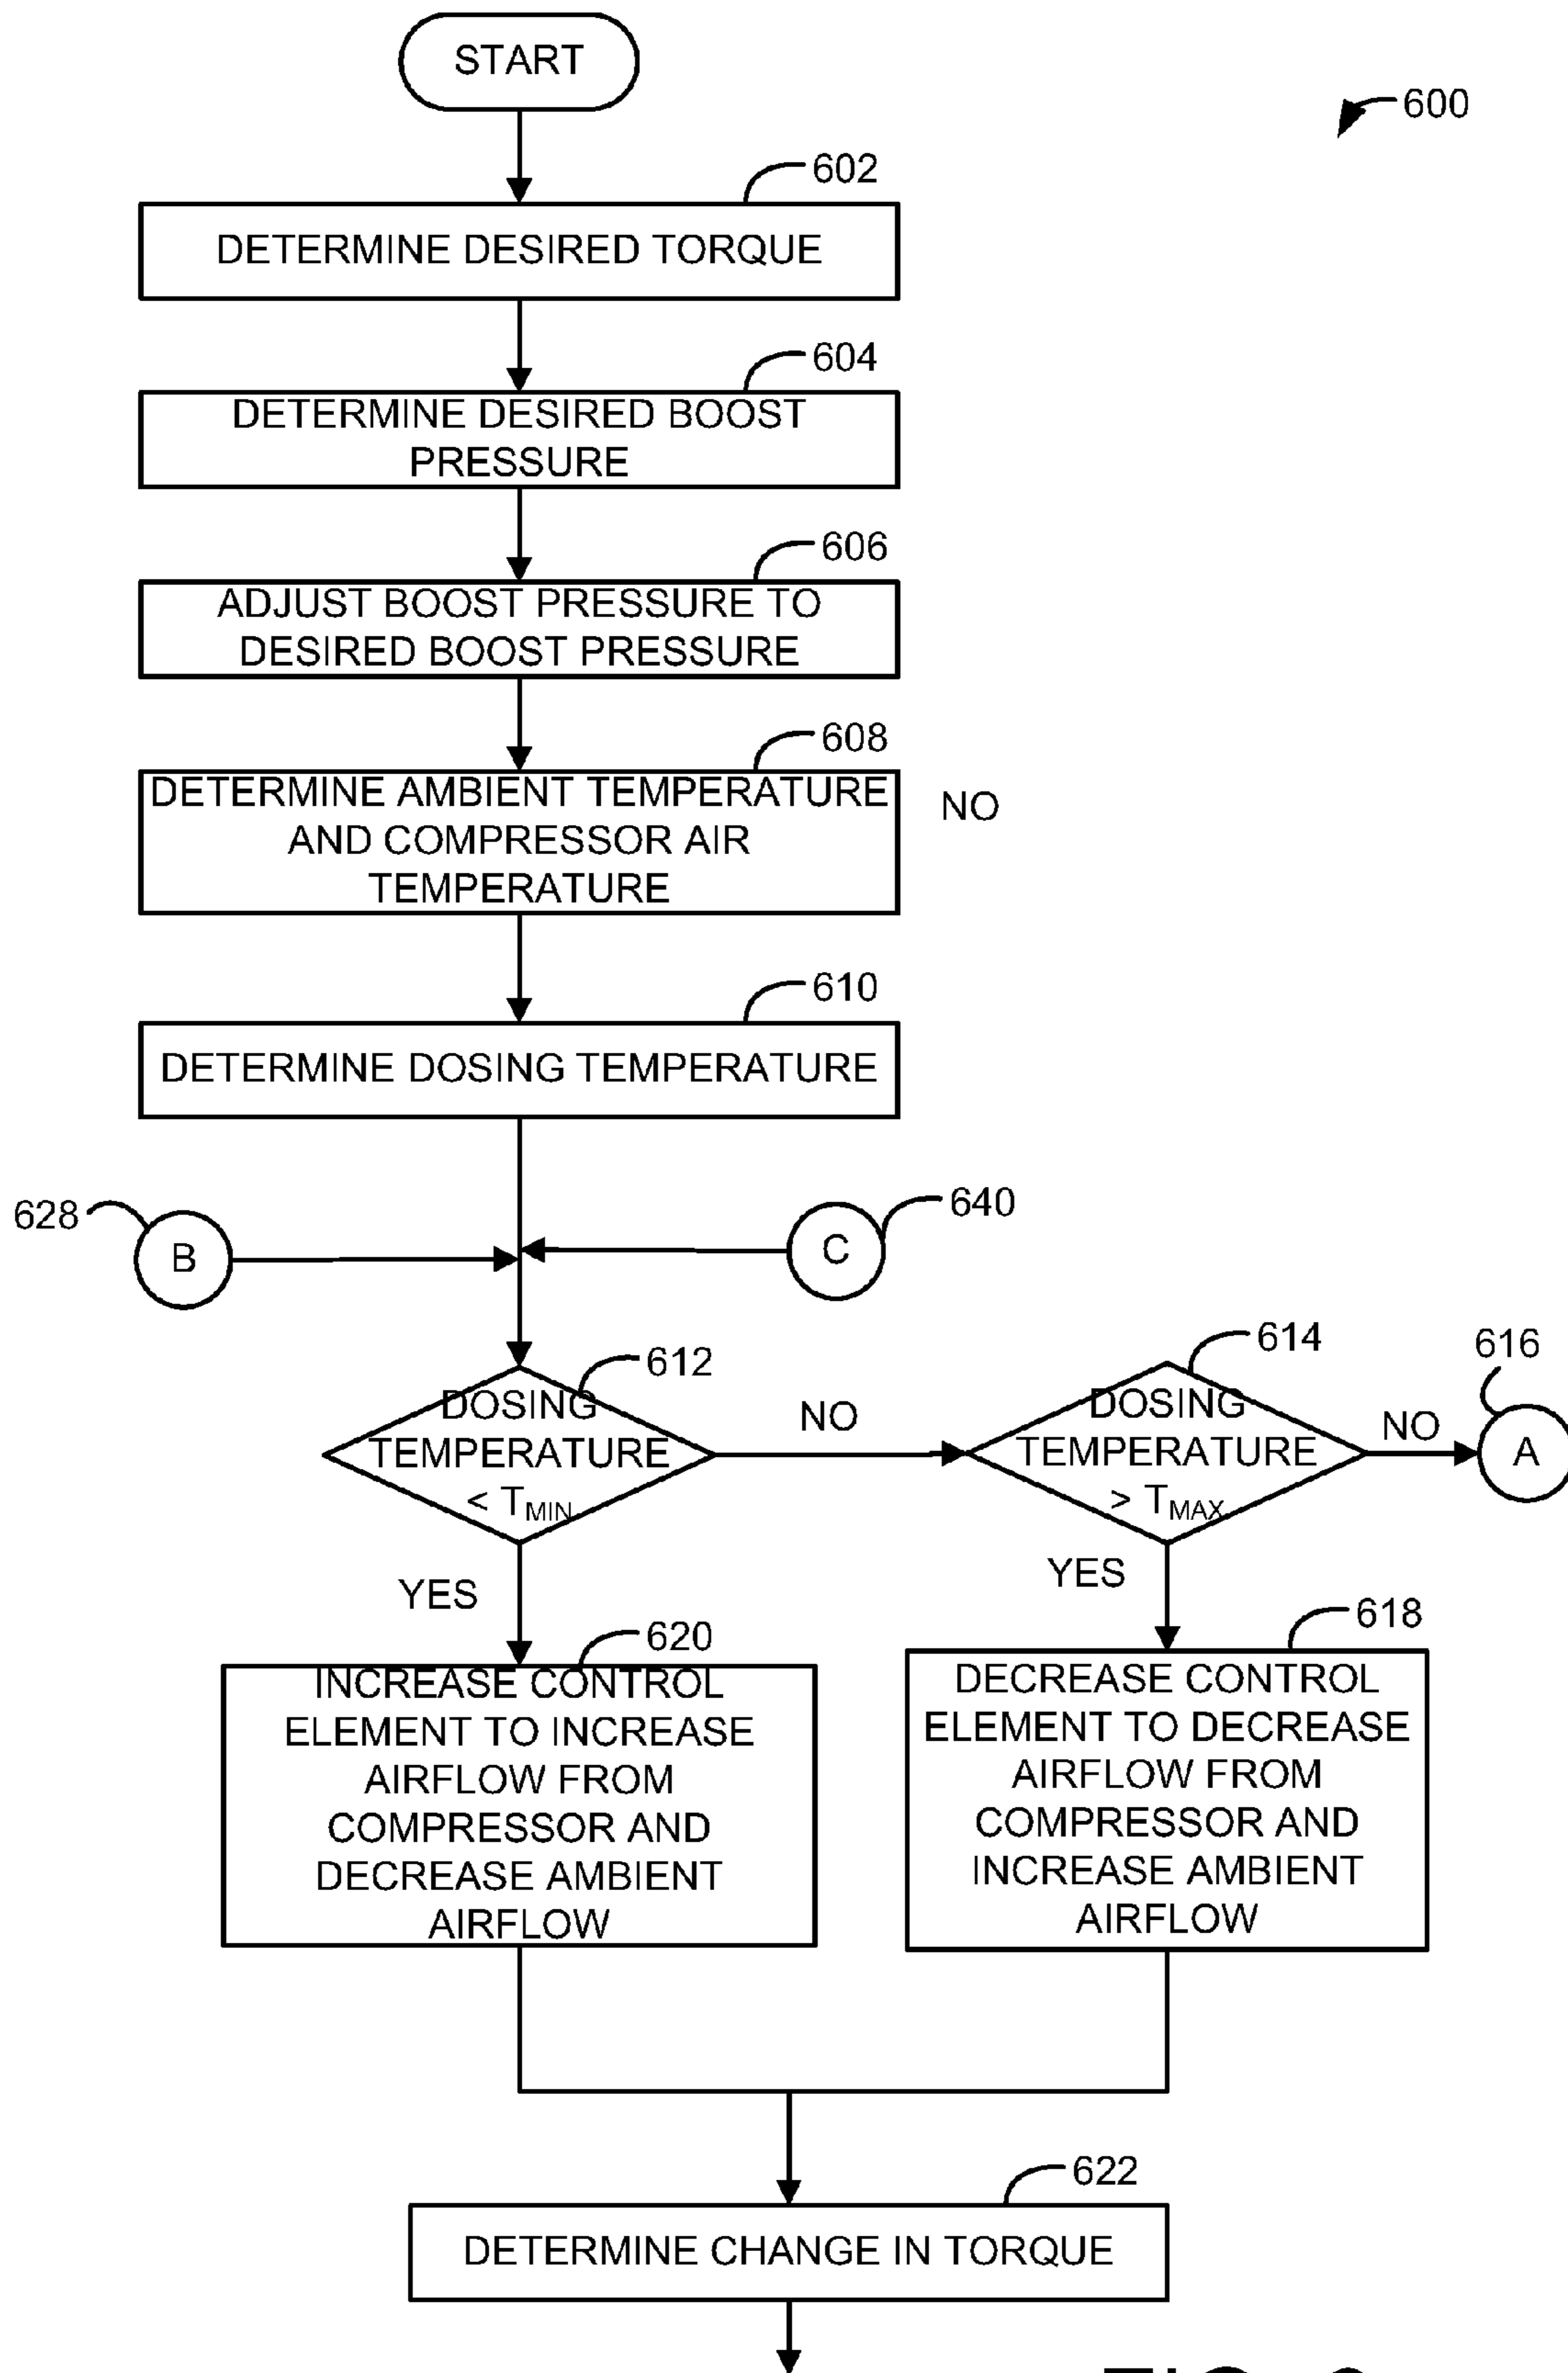 START
600
602
DETERMINE DESIRED TORQUE
604
DETERMINE DESIRED BOOST
PRESSURE
606
ADJUST BOOST PRESSURE TO
DESIRED BOOST PRESSURE
608
DETERMINE AMBIENT TEMPERATURE
AND COMPRESSOR AIR
TEMPERATURE
NO
610
DETERMINE DOSING TEMPERATURE
628
B
640
C
612
DOSING
TEMPERATURE
< TMIN
NO
614
DOSING
TEMPERATURE
> TMAX
NO
616
A
YES
YES
620
INCREASE CONTROL
ELEMENT TO INCREASE
AIRFLOW FROM
COMPRESSOR AND
DECREASE AMBIENT
AIRFLOW
618
DECREASE CONTROL
ELEMENT TO DECREASE
AIRFLOW FROM
COMPRESSOR AND
INCREASE AMBIENT
AIRFLOW
622
DETERMINE CHANGE IN TORQUE